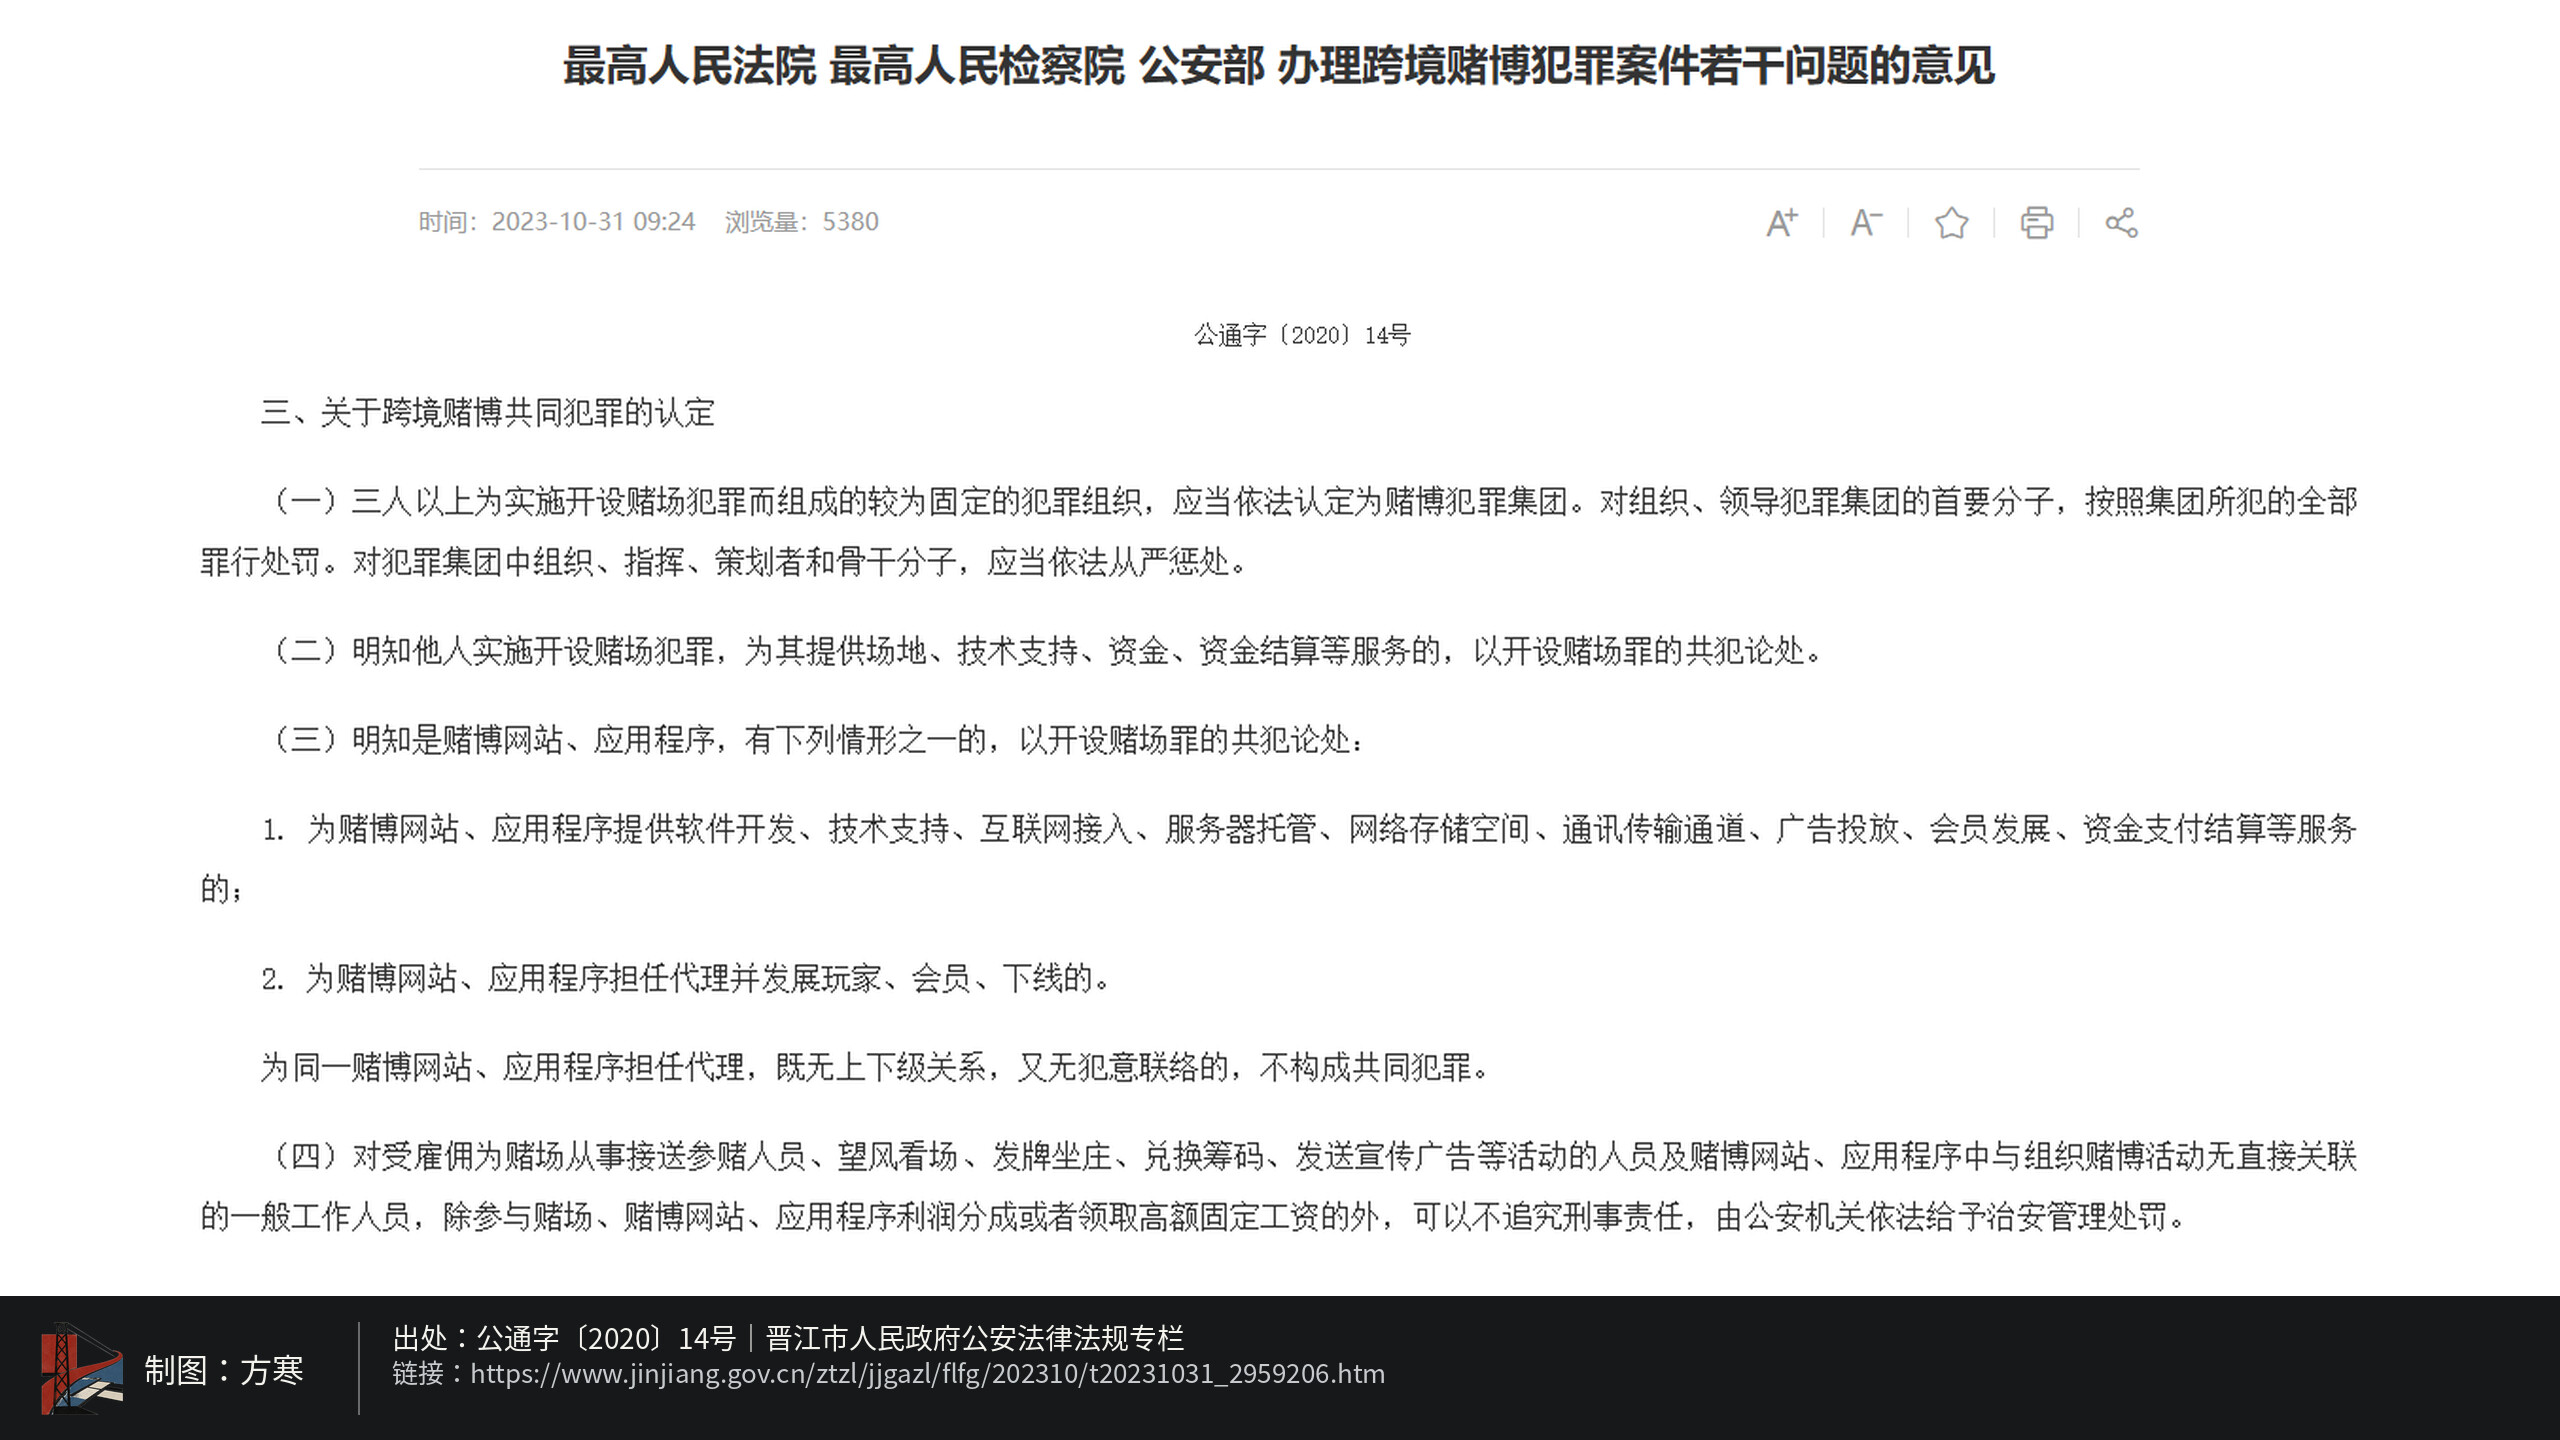 最高人民法院 最高人民检察院 公安部 办理跨境赌博犯罪案件若干问题的意见
时间：2023-10-31 09:24 浏览量：5380
A+ A-
公通字〔2020〕14号
三、关于跨境赌博共同犯罪的认定
（一）三人以上为实施开设赌场犯罪而组成的较为固定的犯罪组织，应当依法认定为赌博犯罪集团。对组织、领导犯罪集团的首要分子，按照集团所犯的全部
罪行处罚。对犯罪集团中组织、指挥、策划者和骨干分子，应当依法从严惩处。
（二）明知他人实施开设赌场犯罪，为其提供场地、技术支持、资金、资金结算等服务的，以开设赌场罪的共犯论处。
（三）明知是赌博网站、应用程序，有下列情形之一的，以开设赌场罪的共犯论处：
1. 为赌博网站、应用程序提供软件开发、技术支持、互联网接入、服务器托管、网络存储空间、通讯传输通道、广告投放、会员发展、资金支付结算等服务
的；
2. 为赌博网站、应用程序担任代理并发展玩家、会员、下线的。
为同一赌博网站、应用程序担任代理，既无上下级关系，又无犯意联络的，不构成共同犯罪。
（四）对受雇佣为赌场从事接送参赌人员、望风看场、发牌坐庄、兑换筹码、发送宣传广告等活动的人员及赌博网站、应用程序中与组织赌博活动无直接关联
的一般工作人员，除参与赌场、赌博网站、应用程序利润分成或者领取高额固定工资的外，可以不追究刑事责任，由公安机关依法给予治安管理处罚。
制图：方寒
出处：公通字〔2020〕14号｜晋江市人民政府公安法律法规专栏
链接：https://www.jinjiang.gov.cn/ztzl/jjgazl/flfg/202310/t20231031_2959206.htm